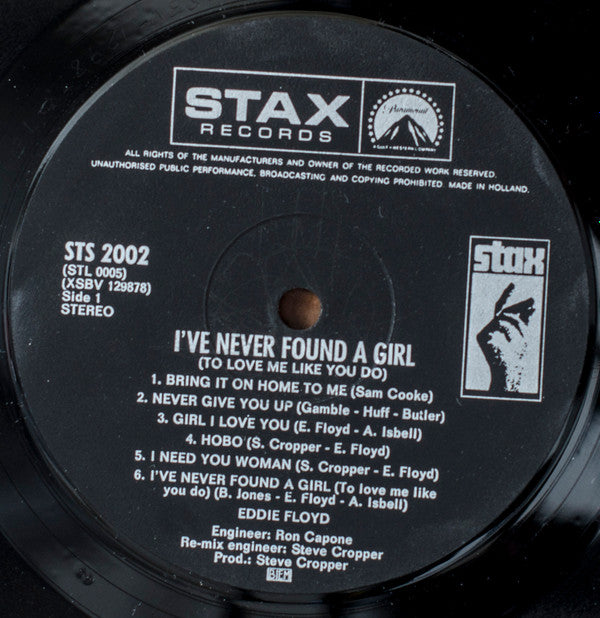 STAX
RECORDS
Paramount
A GULF + WESTERN COMPANY
ALL RIGHTS OF THE MANUFACTURERS AND OWNER OF THE RECORDED WORK RESERVED.
UNAUTHORISED PUBLIC PERFORMANCE, BROADCASTING AND COPYING PROHIBITED. MADE IN HOLLAND.
STS 2002
(STL 0005)
(XSBV 129878)
Side 1
STEREO
stax
I'VE NEVER FOUND A GIRL
(TO LOVE ME LIKE YOU DO)
1. BRING IT ON HOME TO ME (Sam Cooke)
2. NEVER GIVE YOU UP (Gamble - Huff - Butler)
3. GIRL I LOVE YOU (E. Floyd - A. Isbell)
4. HOBO (S. Cropper - E. Floyd)
5. I NEED YOU WOMAN (S. Cropper - E. Floyd)
6. I'VE NEVER FOUND A GIRL (To love me like
you do) (B. Jones - E. Floyd - A. Isbell)
EDDIE FLOYD
Engineer: Ron Capone
Re-mix engineer: Steve Cropper
Prod.: Steve Cropper
BIEM